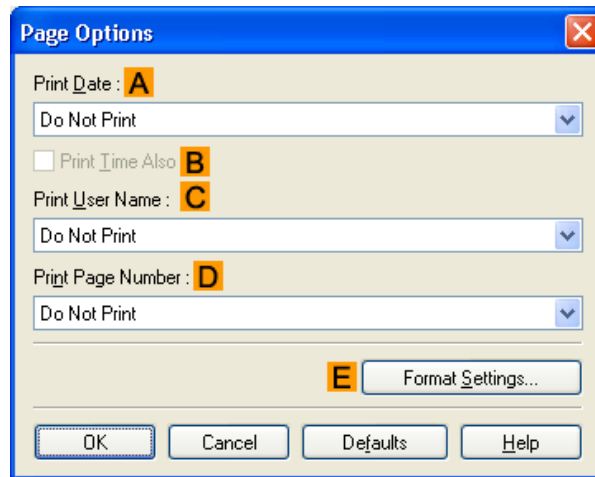 Page Options
Print Date : A
Do Not Print
Print Time Also B
Print User Name : C
Do Not Print
Print Page Number : D
Do Not Print
E Format Settings...
OK Cancel Defaults Help